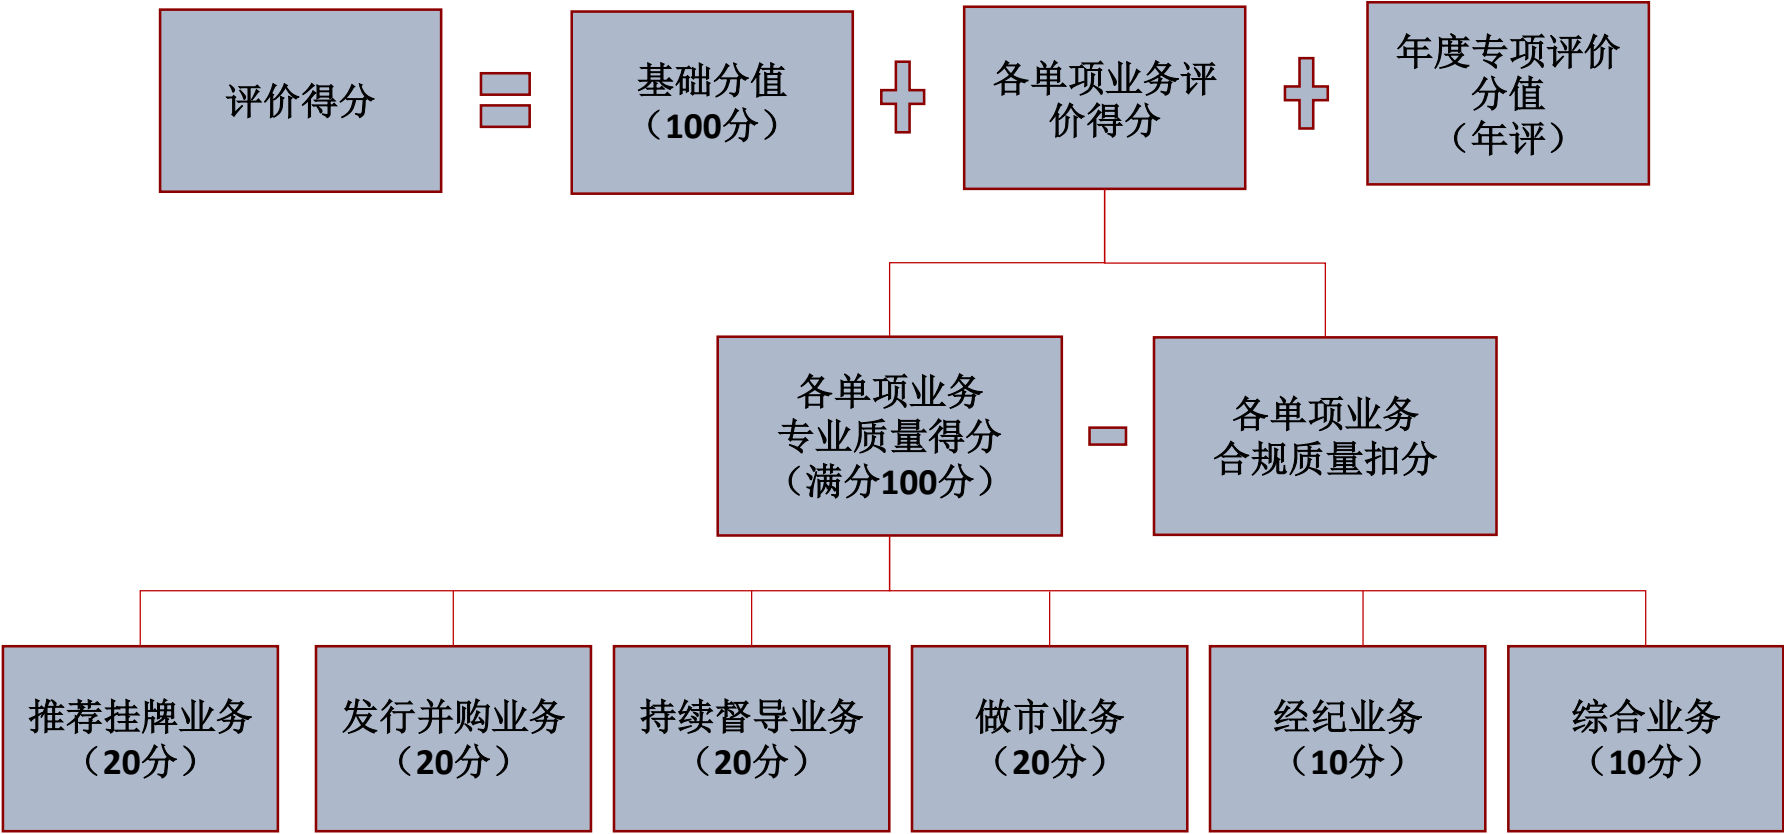 评价得分
基础分值
（100分）
各单项业务评
价得分
年度专项评价
分值
（年评）
各单项业务
专业质量得分
（满分100分）
各单项业务
合规质量扣分
推荐挂牌业务
（20分）
发行并购业务
（20分）
持续督导业务
（20分）
做市业务
（20分）
经纪业务
（10分）
综合业务
（10分）